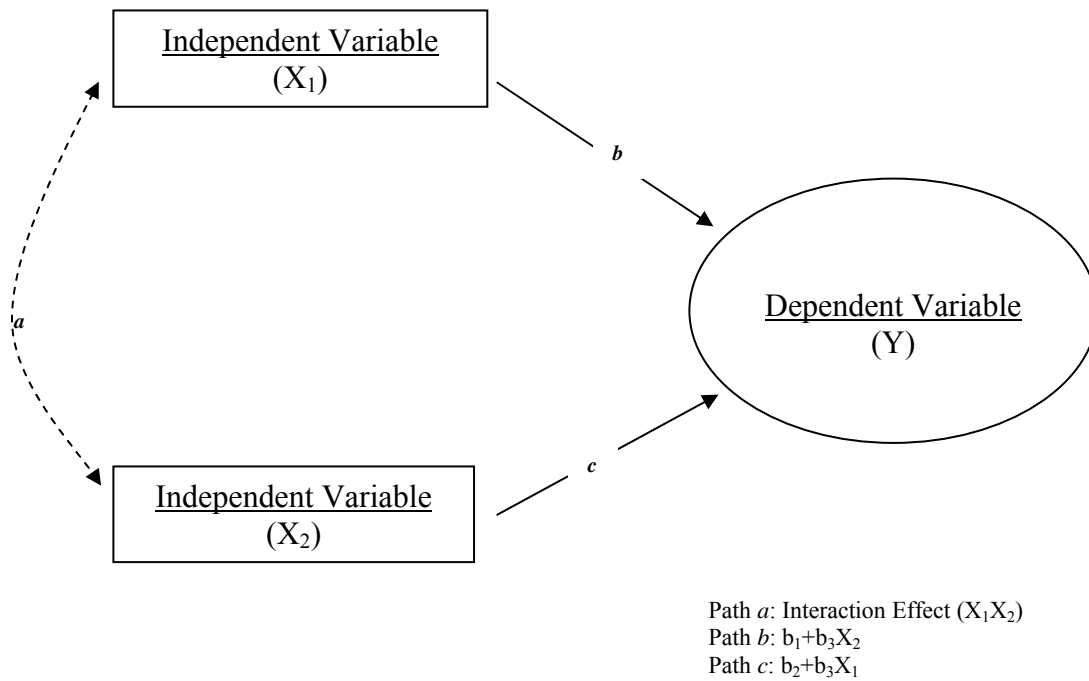 Independent Variable
(X₁)
b
a
Dependent Variable
(Y)
c
Independent Variable
(X₂)
Path a: Interaction Effect (X₁X₂)
Path b: b₁+b₃X₂
Path c: b₂+b₃X₁